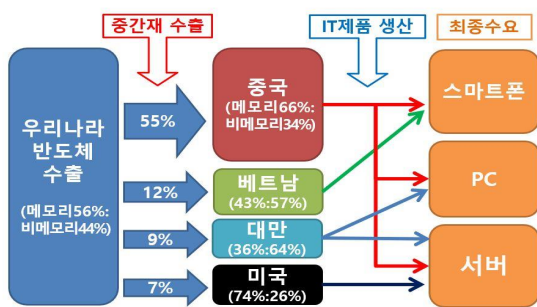 중간재 수출
IT제품 생산
최종수요
우리나라
반도체
수출
(메모리56%:
비메모리44%)
55%
12%
9%
7%
중국
(메모리66%:
비메모리34%)
베트남
(43%:57%)
대만
(36%:64%)
미국
(74%:26%)
스마트폰
PC
서버